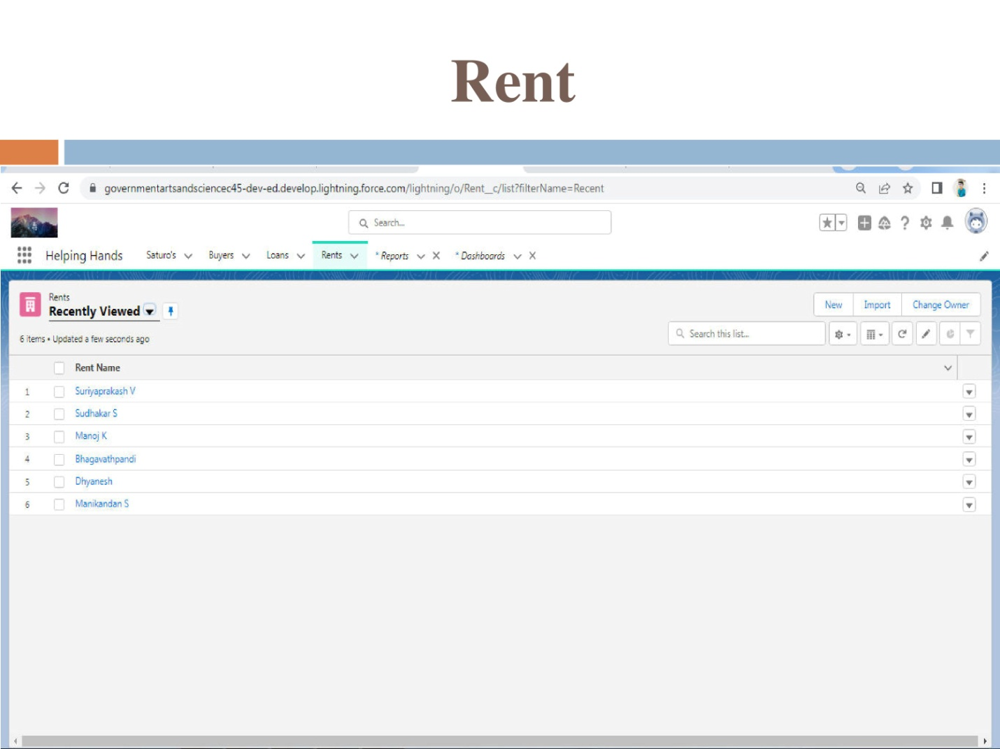 Rent
governmentartsandsciencec45-dev-ed.develop.lightning.force.com/lightning/o/Rent__c/list?filterName=Recent
Search...
Helping Hands Saturo's Buyers Loans Rents * Reports * Dashboards
Rents
Recently Viewed
New Import Change Owner
6 items • Updated a few seconds ago
Search this list...
Rent Name
1 Suriyaprakash V
2 Sudhakar S
3 Manoj K
4 Bhagavathpandi
5 Dhyanesh
6 Manikandan S